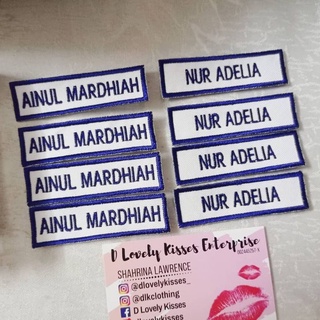 AINUL MARDHIAH
AINUL MARDHIAH
AINUL MARDHIAH
AINUL MARDHIAH
NUR ADELIA
NUR ADELIA
NUR ADELIA
NUR ADELIA
D Lovely Kisses Enterprise
SHAHRINA LAWRENCE
@dlovelykisses_
@dlkclothing
D Lovely Kisses